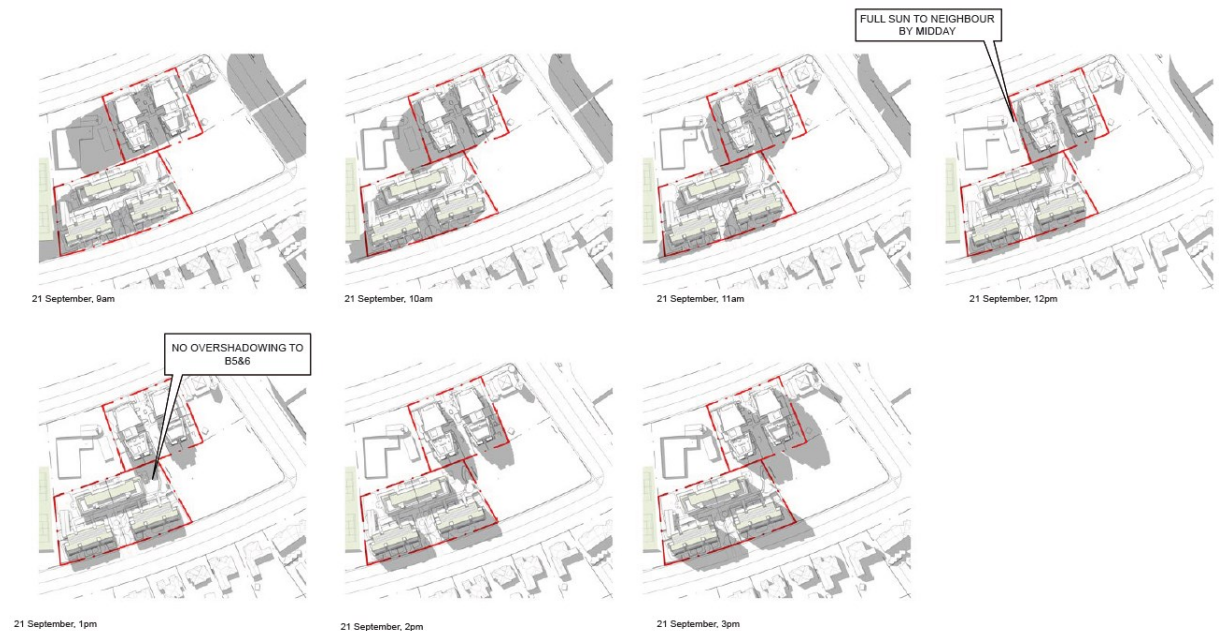 FULL SUN TO NEIGHBOUR
BY MIDDAY
21 September, 9am
21 September, 10am
21 September, 11am
21 September, 12pm
NO OVERSHADOWING TO
B5&6
21 September, 1pm
21 September, 2pm
21 September, 3pm